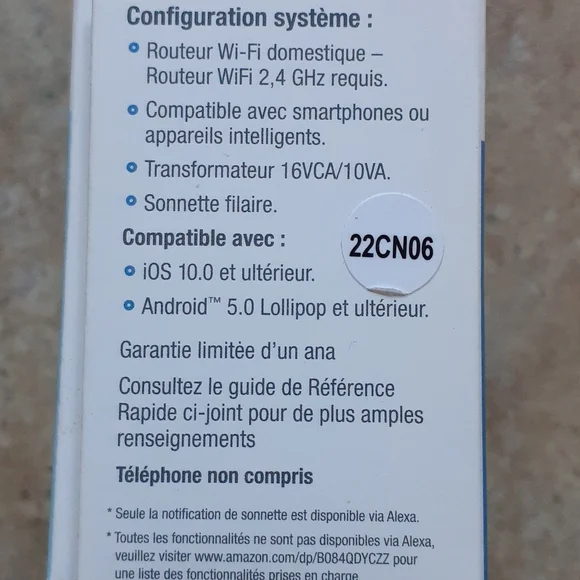 Configuration système :
Routeur Wi-Fi domestique –
Routeur WiFi 2,4 GHz requis.
Compatible avec smartphones ou
appareils intelligents.
Transformateur 16VCA/10VA.
Sonnette filaire.
Compatible avec :
22CN06
iOS 10.0 et ultérieur.
Android™ 5.0 Lollipop et ultérieur.
Garantie limitée d'un ana
Consultez le guide de Référence
Rapide ci-joint pour de plus amples
renseignements
Téléphone non compris
* Seule la notification de sonnette est disponible via Alexa.
* Toutes les fonctionnalités ne sont pas disponibles via Alexa,
veuillez visiter www.amazon.com/dp/B084QDYCZZ pour
une liste des fonctionnalités prises en charge